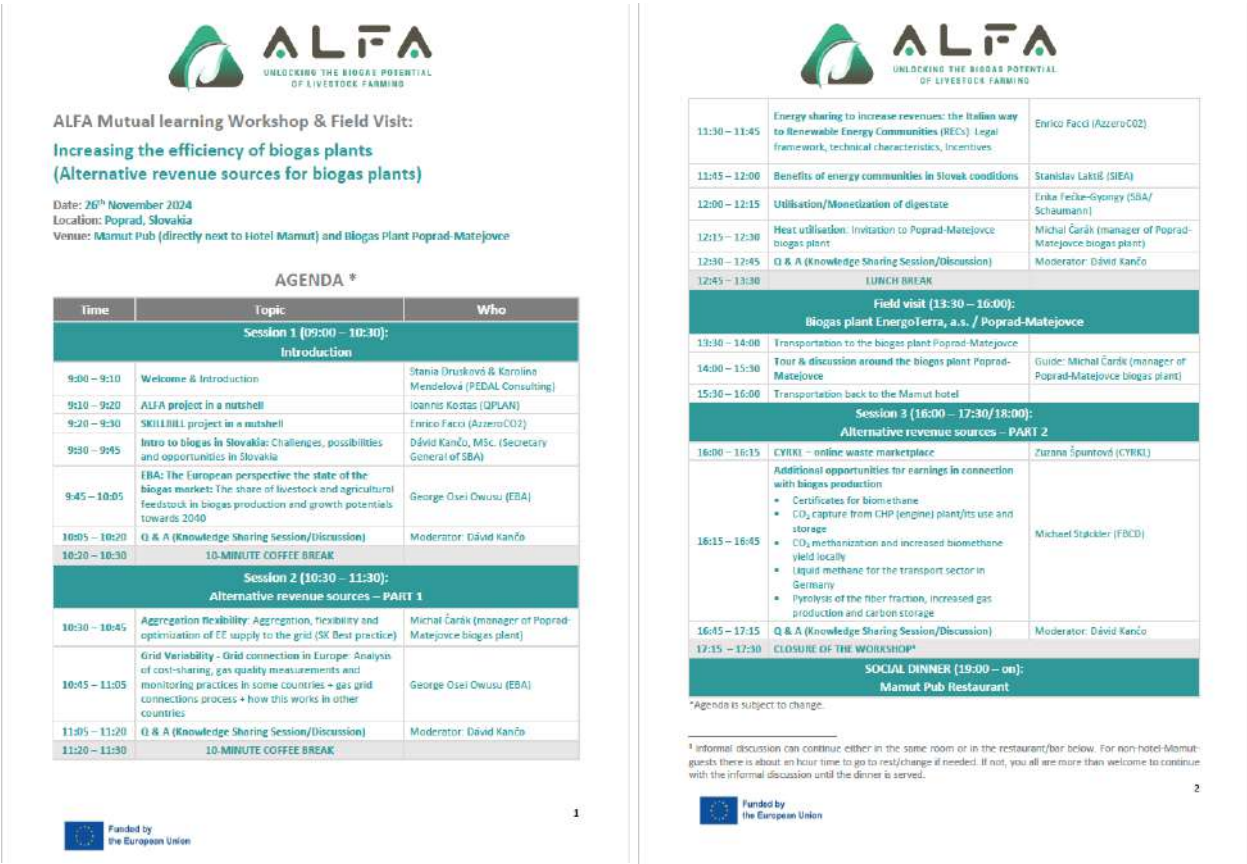 ALFA
UNLOCKING THE BIOGAS POTENTIAL
OF LIVESTOCK FARMING
ALFA Mutual learning Workshop & Field Visit:
Increasing the efficiency of biogas plants
(Alternative revenue sources for biogas plants)
Date: 26th November 2024
Location: Poprad, Slovakia
Venue: Mamut Pub (directly next to Hotel Mamut) and Biogas Plant Poprad-Matejovce
AGENDA *
Time Topic Who
Session 1 (09:00 – 10:30):
Introduction
9:00 – 9:10 Welcome & Introduction Stania Drusková & Karolína
Mendelová (PEDAL Consulting)
9:10 – 9:20 ALFA project in a nutshell Ioannis Kostas (QPLAN)
9:20 – 9:30 SKILLBILL project in a nutshell Enrico Facci (AzzeroCO2)
9:30 – 9:45 Intro to biogas in Slovakia: Challenges, possibilities
and opportunities in Slovakia
Dávid Kančo, MSc. (Secretary
General of SBA)
9:45 – 10:05 EBA: The European perspective the state of the
biogas market: The share of livestock and agricultural
feedstock in biogas production and growth potentials
towards 2040
George Osei Owusu (EBA)
10:05 – 10:20 Q & A (Knowledge Sharing Session/Discussion) Moderator: Dávid Kančo
10:20 – 10:30 10-MINUTE COFFEE BREAK
Session 2 (10:30 – 11:30):
Alternative revenue sources – PART 1
10:30 – 10:45 Aggregation flexibility: Aggregation, flexibility and
optimization of EE supply to the grid (SK Best practice)
Michal Čarák (manager of Poprad-
Matejovce biogas plant)
10:45 – 11:05 Grid Variability - Grid connection in Europe: Analysis
of cost-sharing, gas quality measurements and
monitoring practices in some countries + gas grid
connections process + how this works in other
countries
George Osei Owusu (EBA)
11:05 – 11:20 Q & A (Knowledge Sharing Session/Discussion) Moderator: Dávid Kančo
11:20 – 11:30 10-MINUTE COFFEE BREAK
1
Funded by
the European Union
ALFA
UNLOCKING THE BIOGAS POTENTIAL
OF LIVESTOCK FARMING
11:30 – 11:45 Energy sharing to increase revenues: the Italian way
to Renewable Energy Communities (RECs) Legal
framework, technical characteristics, Incentives
Enrico Facci (AzzeroCO2)
11:45 – 12:00 Benefits of energy communities in Slovak conditions Stanislav Laktiš (SIEA)
12:00 – 12:15 Utilisation/Monetization of digestate Erika Fečke-Gyongy (SBA/
Schaumann)
12:15 – 12:30 Heat utilisation: Invitation to Poprad-Matejovce
biogas plant
Michal Čarák (manager of Poprad-
Matejovce biogas plant)
12:30 – 12:45 Q & A (Knowledge Sharing Session/Discussion) Moderator: Dávid Kančo
12:45 – 13:30 LUNCH BREAK
Field visit (13:30 – 16:00):
Biogas plant EnergoTerra, a.s. / Poprad-Matejovce
13:30 – 14:00 Transportation to the biogas plant Poprad-Matejovce
14:00 – 15:30 Tour & discussion around the biogas plant Poprad-
Matejovce
Guide: Michal Čarák (manager of
Poprad-Matejovce biogas plant)
15:30 – 16:00 Transportation back to the Mamut hotel
Session 3 (16:00 – 17:30/18:00):
Alternative revenue sources – PART 2
16:00 – 16:15 CYRKL – online waste marketplace Zuzana Špuntová (CYRKL)
16:15 – 16:45 Additional opportunities for earnings in connection
with biogas production
▪ Certificates for biomethane
▪ CO₂ capture from CHP (engine) plant/its use and
storage
▪ CO₂ methanization and increased biomethane
yield locally
▪ Liquid methane for the transport sector in
Germany
▪ Pyrolysis of the fiber fraction, increased gas
production and carbon storage
Michael Støckler (FBCD)
16:45 – 17:15 Q & A (Knowledge Sharing Session/Discussion) Moderator: Dávid Kančo
17:15 – 17:30 CLOSURE OF THE WORKSHOP¹
SOCIAL DINNER (19:00 – on):
Mamut Pub Restaurant
*Agenda is subject to change.
¹ Informal discussion can continue either in the same room or in the restaurant/bar below. For non-hotel-Mamut-
guests there is about an hour time to go to rest/change if needed. If not, you all are more than welcome to continue
with the informal discussion until the dinner is served.
2
Funded by
the European Union